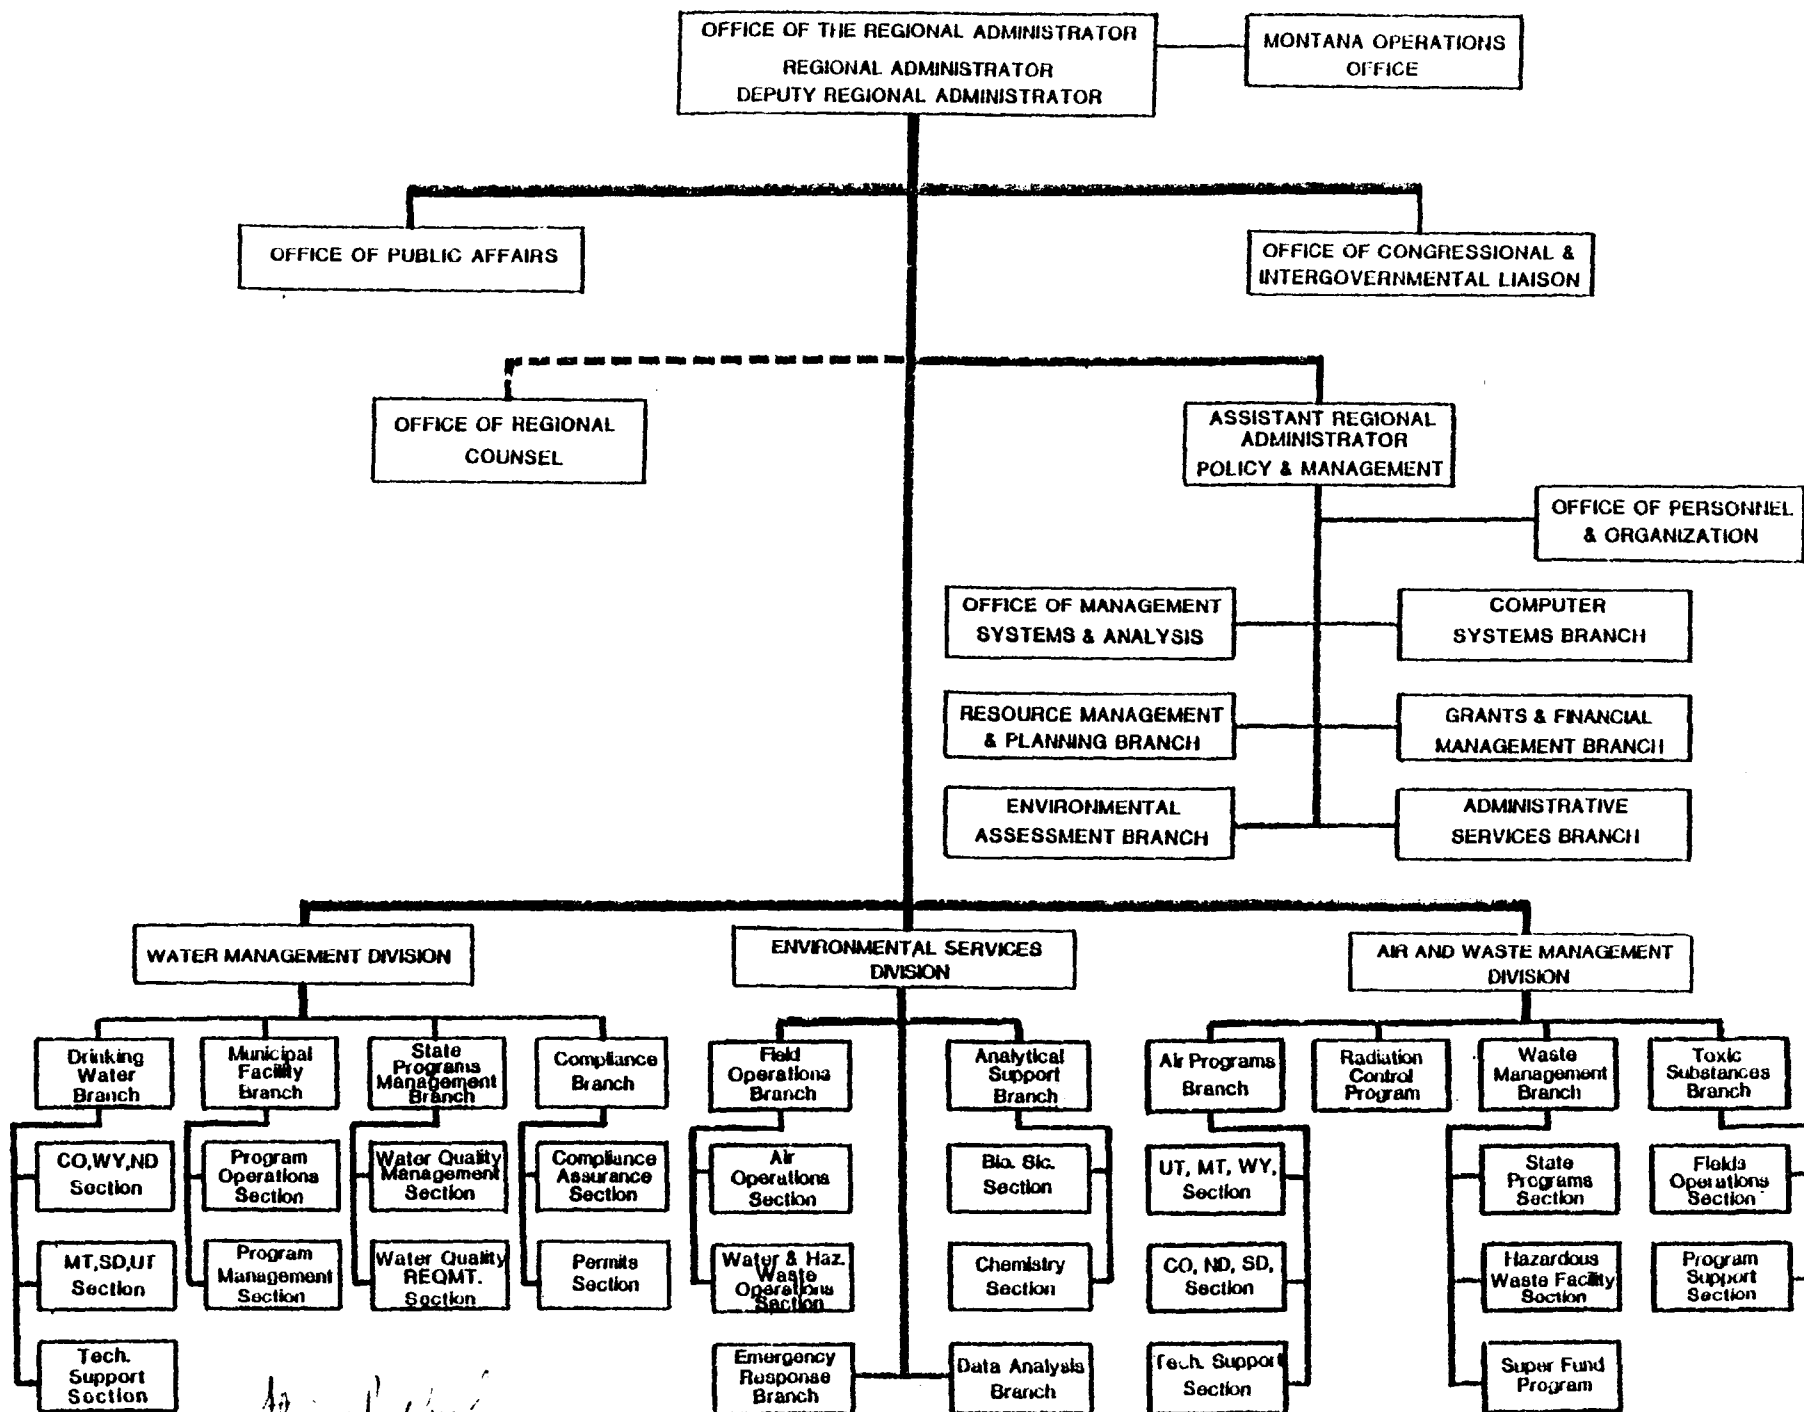 OFFICE OF THE REGIONAL ADMINISTRATOR
REGIONAL ADMINISTRATOR
DEPUTY REGIONAL ADMINISTRATOR
MONTANA OPERATIONS
OFFICE
OFFICE OF PUBLIC AFFAIRS
OFFICE OF CONGRESSIONAL &
INTERGOVERNMENTAL LIAISON
OFFICE OF REGIONAL
COUNSEL
ASSISTANT REGIONAL
ADMINISTRATOR
POLICY & MANAGEMENT
OFFICE OF PERSONNEL
& ORGANIZATION
OFFICE OF MANAGEMENT
SYSTEMS & ANALYSIS
COMPUTER
SYSTEMS BRANCH
RESOURCE MANAGEMENT
& PLANNING BRANCH
GRANTS & FINANCIAL
MANAGEMENT BRANCH
ENVIRONMENTAL
ASSESSMENT BRANCH
ADMINISTRATIVE
SERVICES BRANCH
WATER MANAGEMENT DIVISION
ENVIRONMENTAL SERVICES
DIVISION
AIR AND WASTE MANAGEMENT
DIVISION
Drinking
Water
Branch
Municipal
Facility
Branch
State
Programs
Management
Branch
Compliance
Branch
Field
Operations
Branch
Analytical
Support
Branch
Air Programs
Branch
Radiation
Control
Program
Waste
Management
Branch
Toxic
Substances
Branch
CO,WY,ND
Section
Program
Operations
Section
Water Quality
Management
Section
Compliance
Assurance
Section
Air
Operations
Section
Bio. Sic.
Section
UT, MT, WY,
Section
State
Programs
Section
Fields
Operations
Section
MT,SD,UT
Section
Program
Management
Section
Water Quality
REQMT.
Section
Permits
Section
Water & Haz.
Waste
Operations
Section
Chemistry
Section
CO, ND, SD,
Section
Hazardous
Waste Facility
Section
Program
Support
Section
Tech.
Support
Section
Emergency
Response
Branch
Data Analysis
Branch
Tech. Support
Section
Super Fund
Program